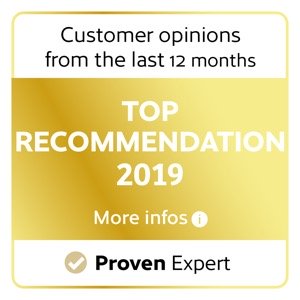 Customer opinions
from the last 12 months
TOP
RECOMMENDATION
2019
More infos i
Proven Expert